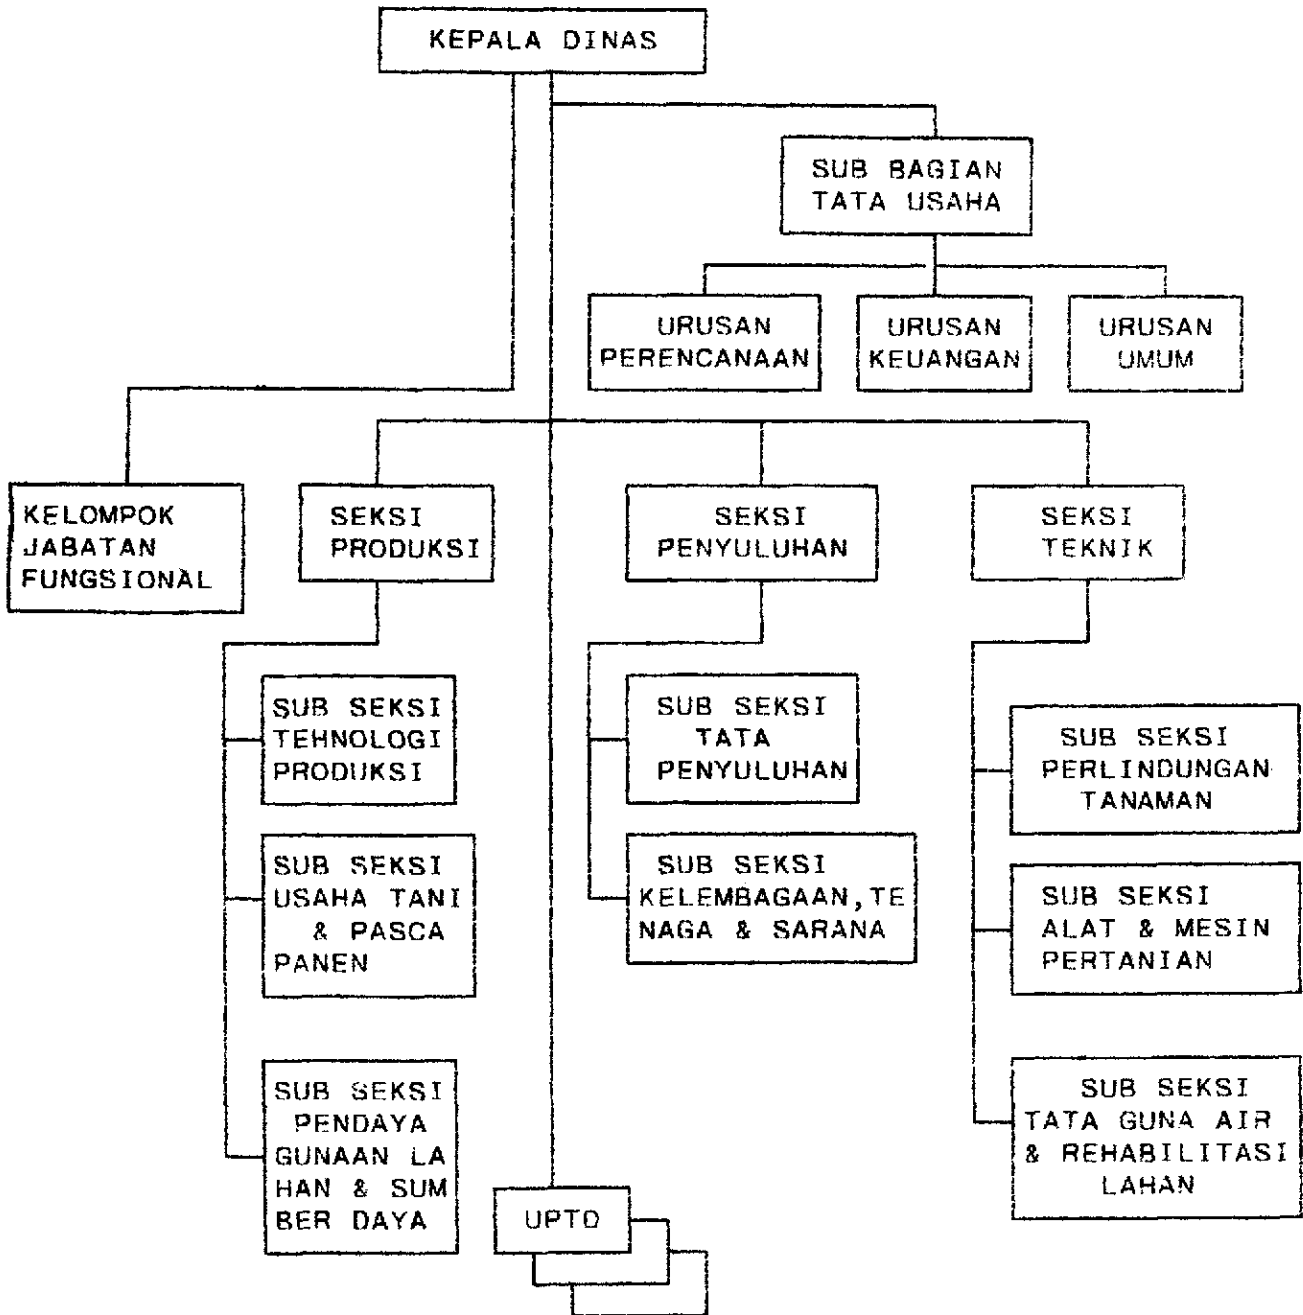 KEPALA DINAS
SUB BAGIAN
TATA USAHA
URUSAN
PERENCANAAN
URUSAN
KEUANGAN
URUSAN
UMUM
KELOMPOK
JABATAN
FUNGSIONAL
SEKSI
PRODUKSI
SEKSI
PENYULUHAN
SEKSI
TEKNIK
SUB SEKSI
TEHNOLOGI
PRODUKSI
SUB SEKSI
USAHA TANI
& PASCA
PANEN
SUB SEKSI
PENDAYA
GUNAAN LA
HAN & SUM
BER DAYA
SUB SEKSI
TATA
PENYULUHAN
SUB SEKSI
KELEMBAGAAN,TE
NAGA & SARANA
SUB SEKSI
PERLINDUNGAN
TANAMAN
SUB SEKSI
ALAT & MESIN
PERTANIAN
SUB SEKSI
TATA GUNA AIR
& REHABILITASI
LAHAN
UPTD